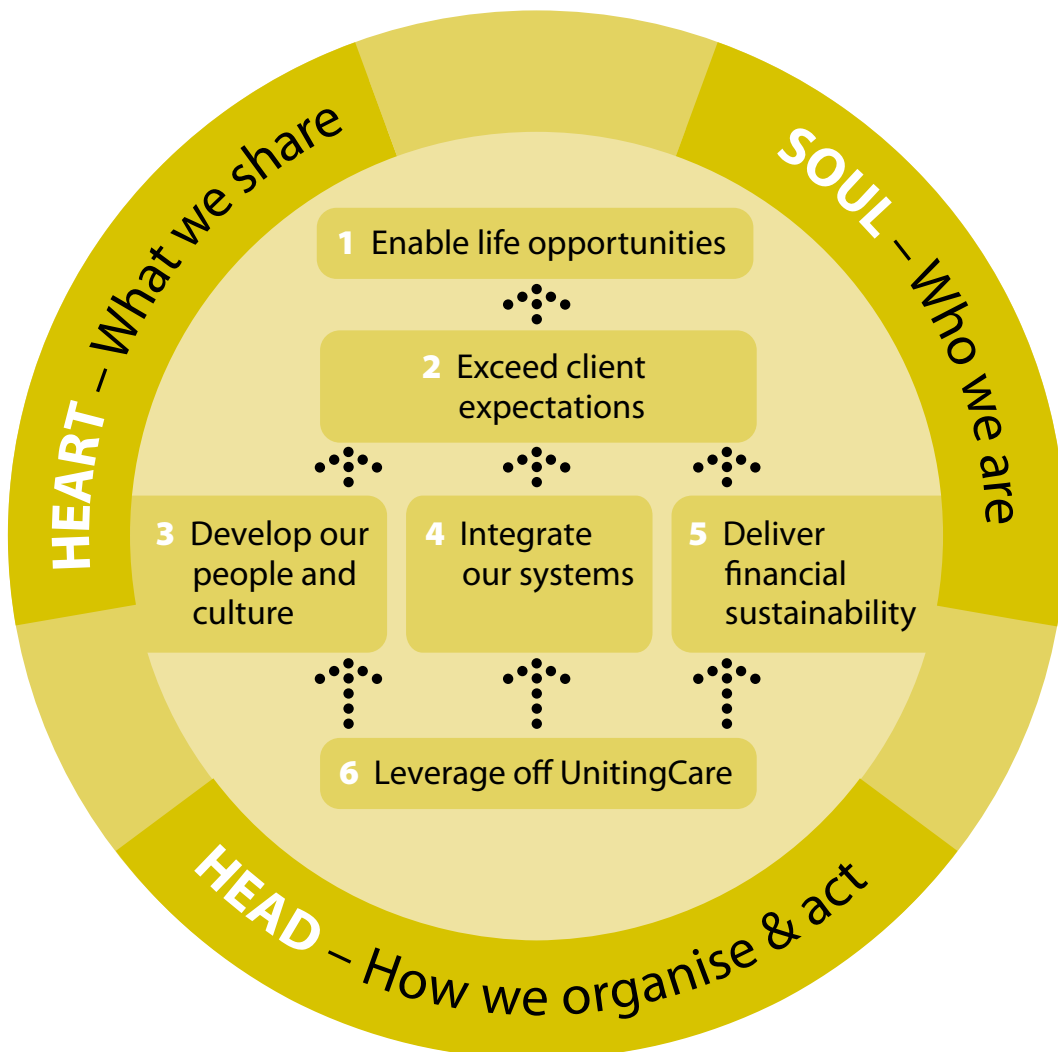 HEART – What we share
SOUL – Who we are
1 Enable life opportunities
2 Exceed client
expectations
3 Develop our
people and
culture
4 Integrate
our systems
5 Deliver
financial
sustainability
6 Leverage off UnitingCare
HEAD – How we organise & act